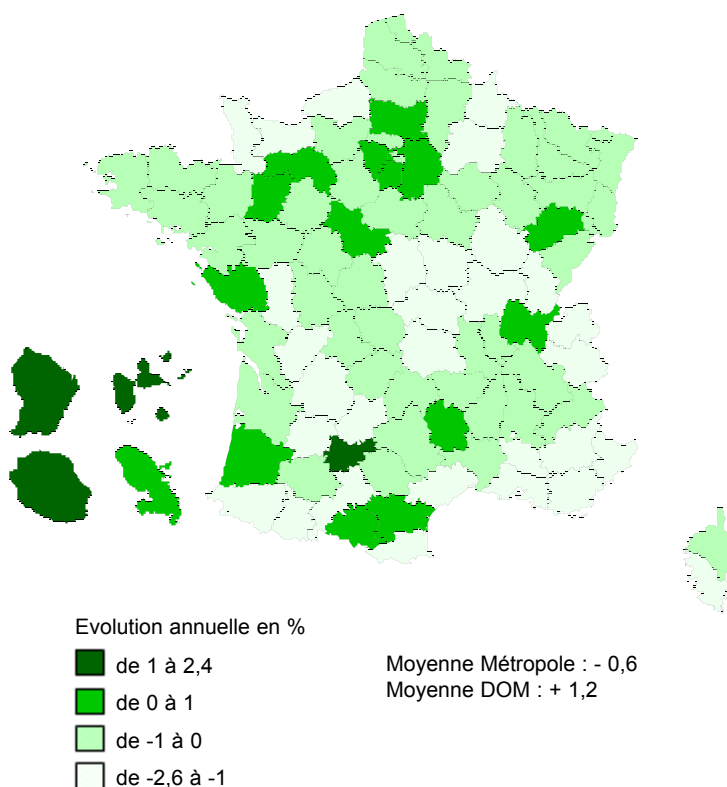 Evolution annuelle en %
de 1 à 2,4
de 0 à 1
de -1 à 0
de -2,6 à -1
Moyenne Métropole : - 0,6
Moyenne DOM : + 1,2